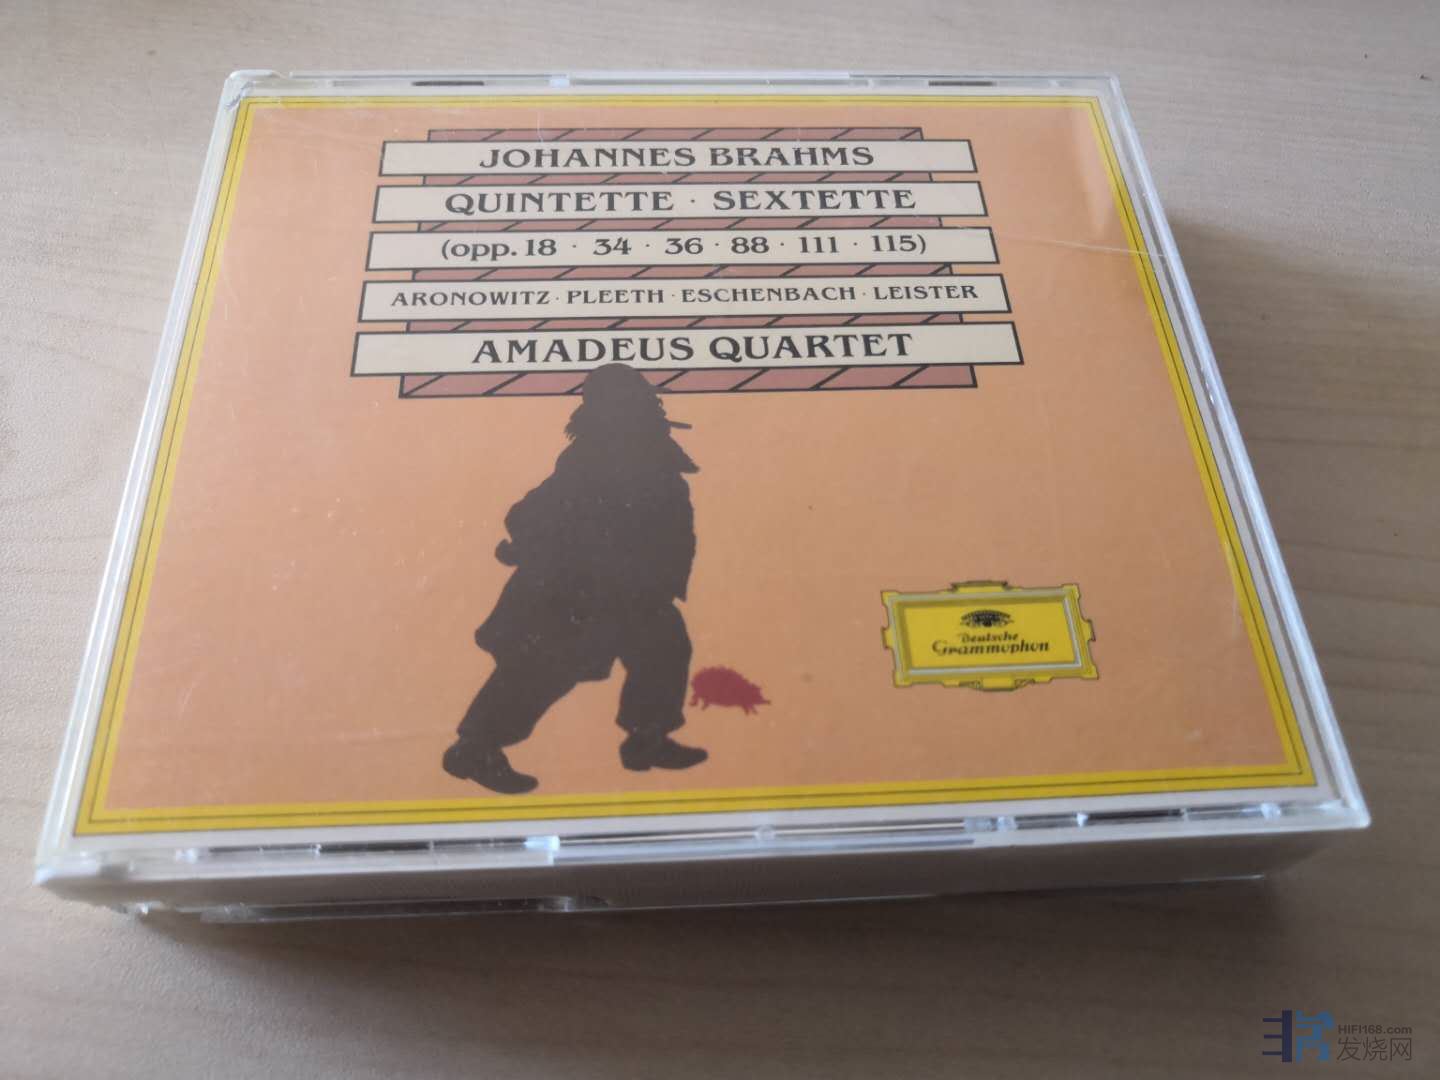 JOHANNES BRAHMS
QUINTETTE · SEXTETTE
(opp. 18 · 34 · 36 · 88 · 111 · 115)
ARONOWITZ · PLEETH · ESCHENBACH · LEISTER
AMADEUS QUARTET
Deutsche
Grammophon
HIFI168.com
发烧网